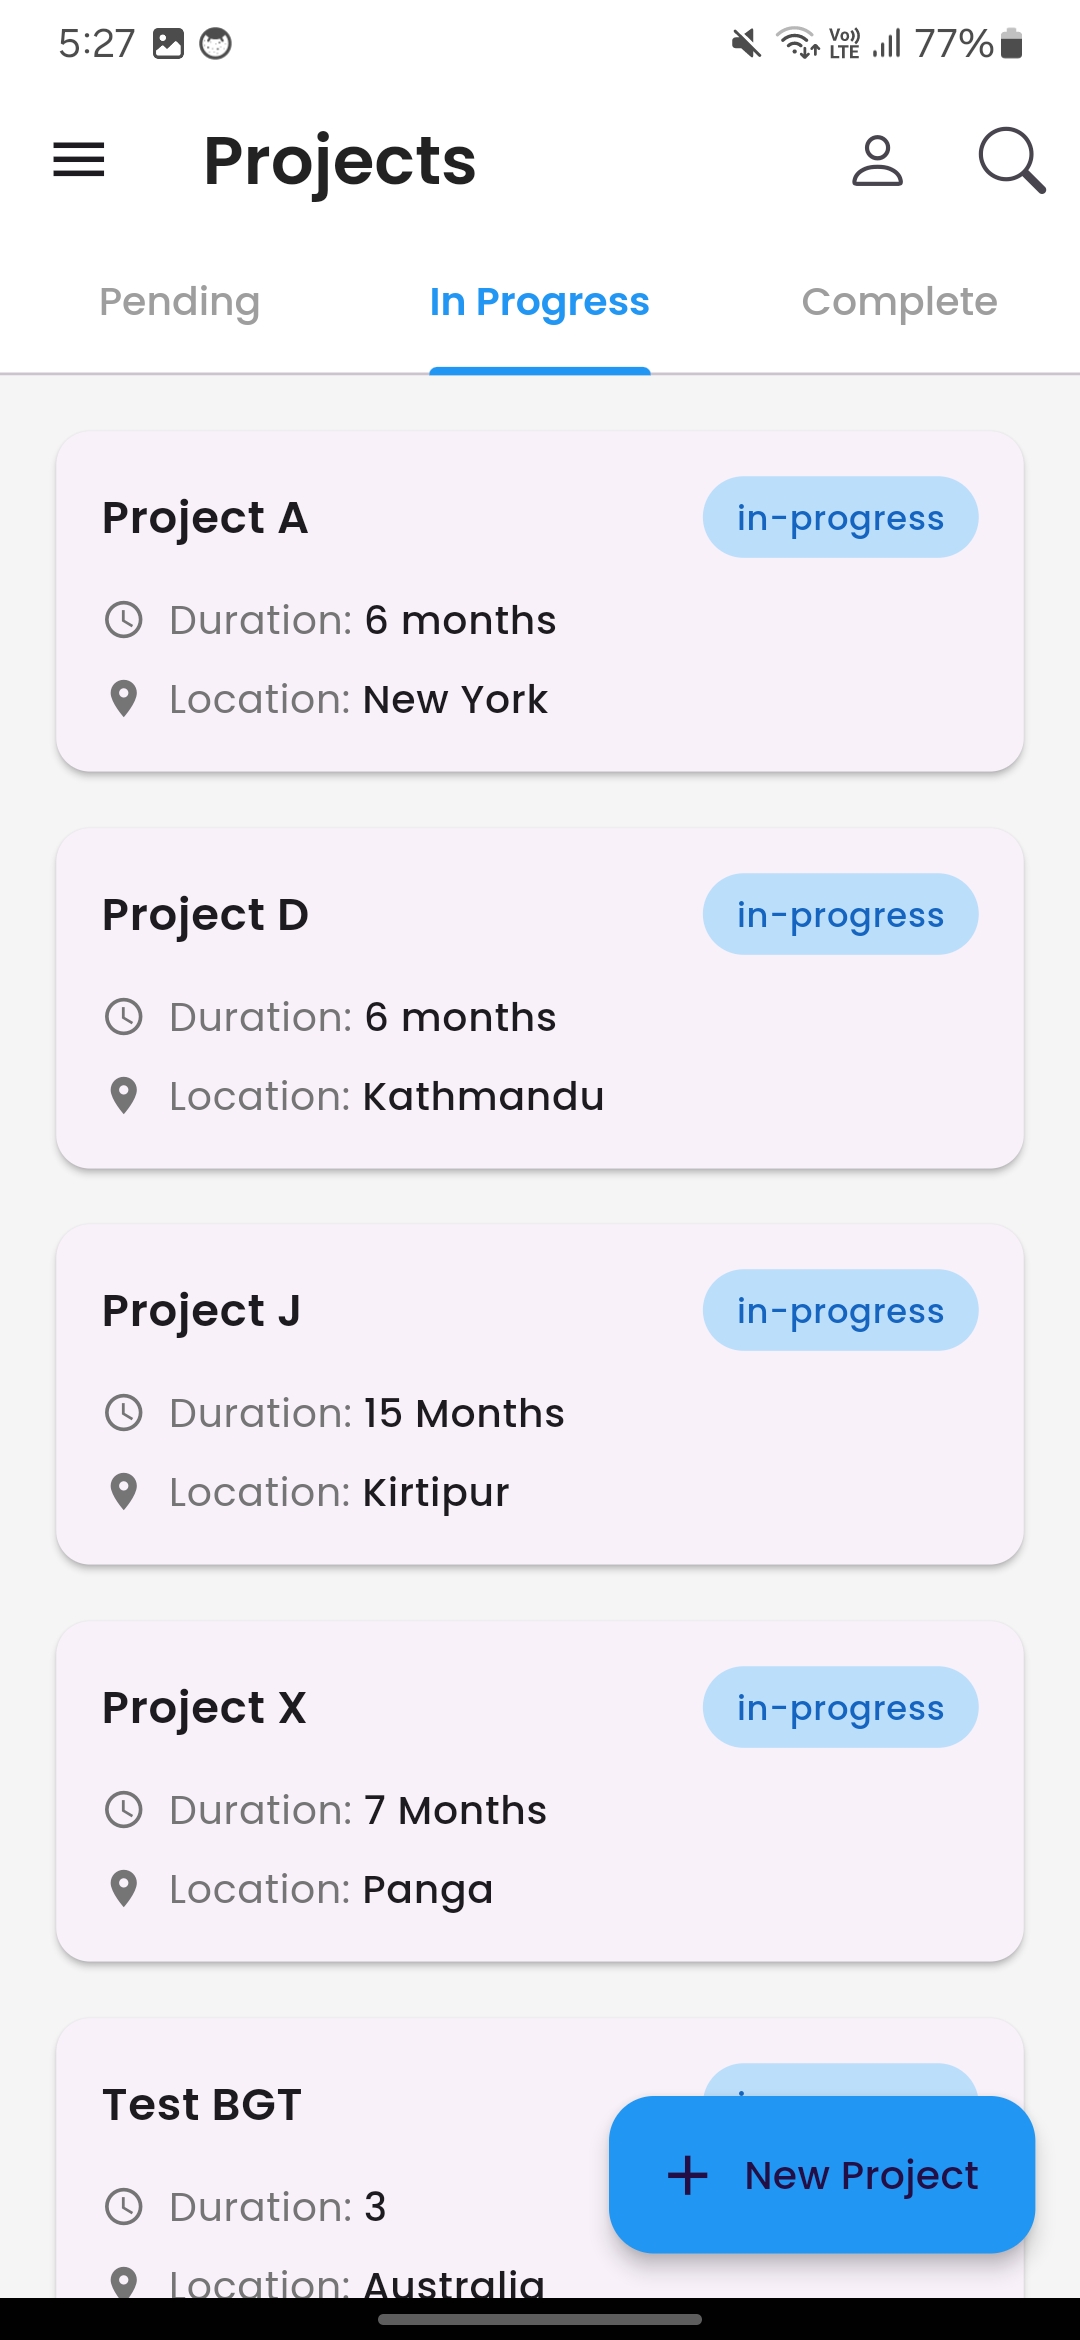 5:27 Vo)) LTE 77%
Projects
Pending In Progress Complete
Project A in-progress
Duration: 6 months
Location: New York
Project D in-progress
Duration: 6 months
Location: Kathmandu
Project J in-progress
Duration: 15 Months
Location: Kirtipur
Project X in-progress
Duration: 7 Months
Location: Panga
Test BGT
New Project
Duration: 3
Location: Australia